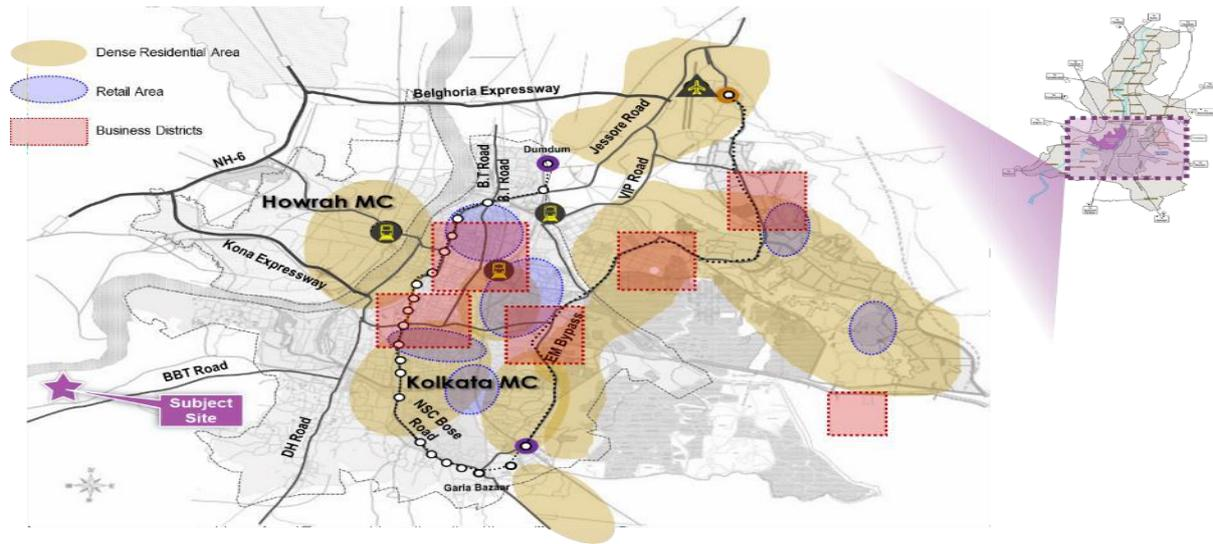 Dense Residential Area
Retail Area
Business Districts
Belghoria Expressway
Jessore Road
NH-6
B.T Road
B.T Road
Dumdum
VIP Road
Howrah MC
Kona Expressway
EM Bypass
BBT Road
Kolkata MC
Subject
Site
NSC Bose
Road
DH Road
Garia Bazaar